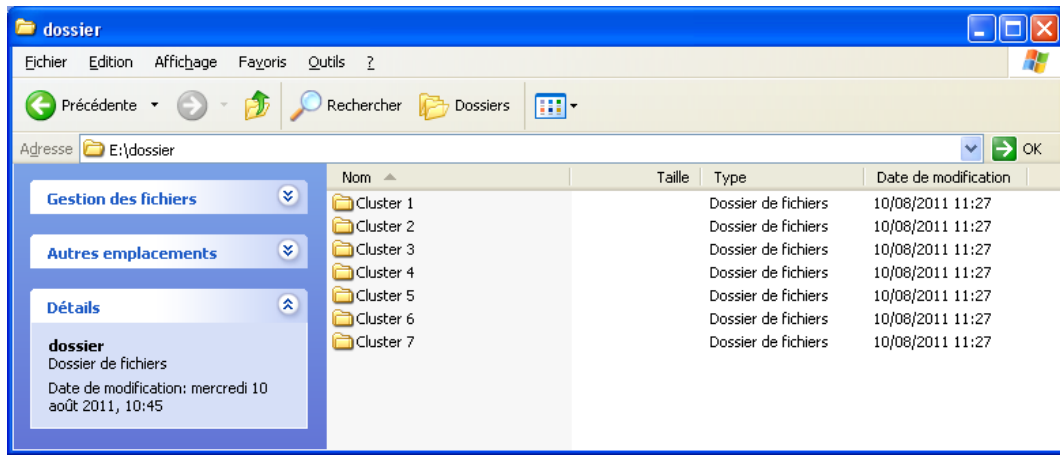 dossier
Fichier Edition Affichage Favoris Outils ?
Précédente Rechercher Dossiers
Adresse E:\dossier OK
Gestion des fichiers
Autres emplacements
Détails
dossier
Dossier de fichiers
Date de modification: mercredi 10
août 2011, 10:45
Nom Taille Type Date de modification
Cluster 1 Dossier de fichiers 10/08/2011 11:27
Cluster 2 Dossier de fichiers 10/08/2011 11:27
Cluster 3 Dossier de fichiers 10/08/2011 11:27
Cluster 4 Dossier de fichiers 10/08/2011 11:27
Cluster 5 Dossier de fichiers 10/08/2011 11:27
Cluster 6 Dossier de fichiers 10/08/2011 11:27
Cluster 7 Dossier de fichiers 10/08/2011 11:27